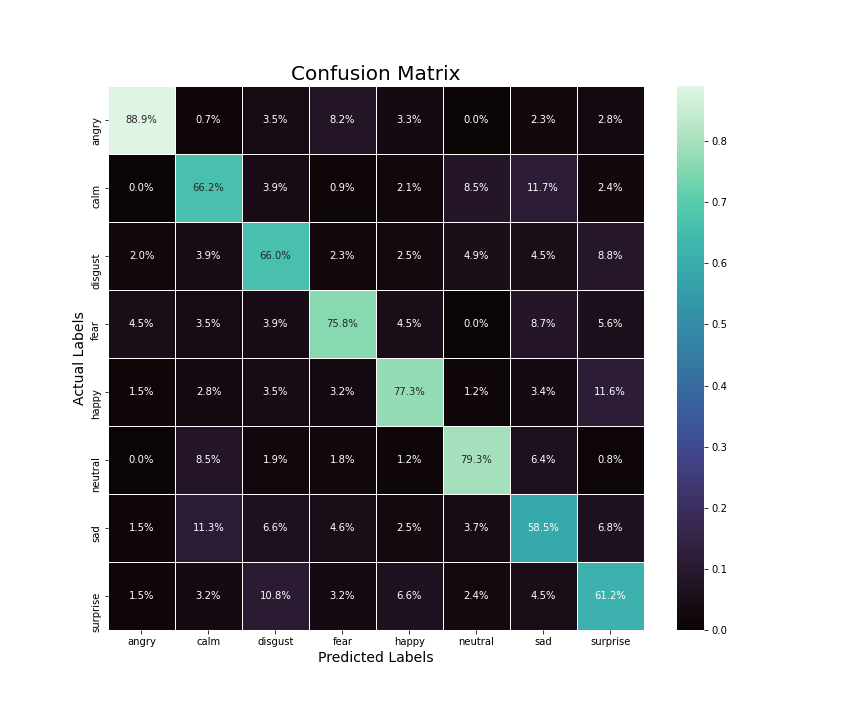 Confusion Matrix
angry 88.9% 0.7% 3.5% 8.2% 3.3% 0.0% 2.3% 2.8%
calm 0.0% 66.2% 3.9% 0.9% 2.1% 8.5% 11.7% 2.4%
disgust 2.0% 3.9% 66.0% 2.3% 2.5% 4.9% 4.5% 8.8%
fear 4.5% 3.5% 3.9% 75.8% 4.5% 0.0% 8.7% 5.6%
happy 1.5% 2.8% 3.5% 3.2% 77.3% 1.2% 3.4% 11.6%
neutral 0.0% 8.5% 1.9% 1.8% 1.2% 79.3% 6.4% 0.8%
sad 1.5% 11.3% 6.6% 4.6% 2.5% 3.7% 58.5% 6.8%
surprise 1.5% 3.2% 10.8% 3.2% 6.6% 2.4% 4.5% 61.2%
angry calm disgust fear happy neutral sad surprise
Predicted Labels
Actual Labels
0.8
0.7
0.6
0.5
0.4
0.3
0.2
0.1
0.0